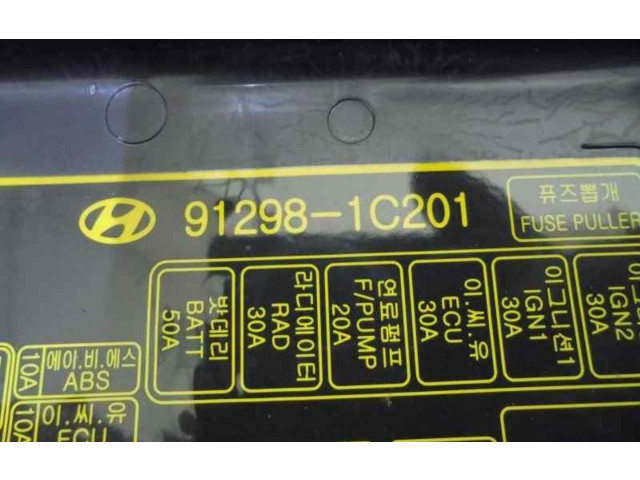 91298-1C201
퓨즈뽑개
FUSE PULLER
밧데리
BATT
50A
라디에이터
RAD
30A
연료펌프
F/PUMP
20A
이.씨.유
ECU
30A
이그니션1
IGN1
30A
IGN2
30A
에이.비.에스
ABS
10A
이.씨.유
ECU
10A